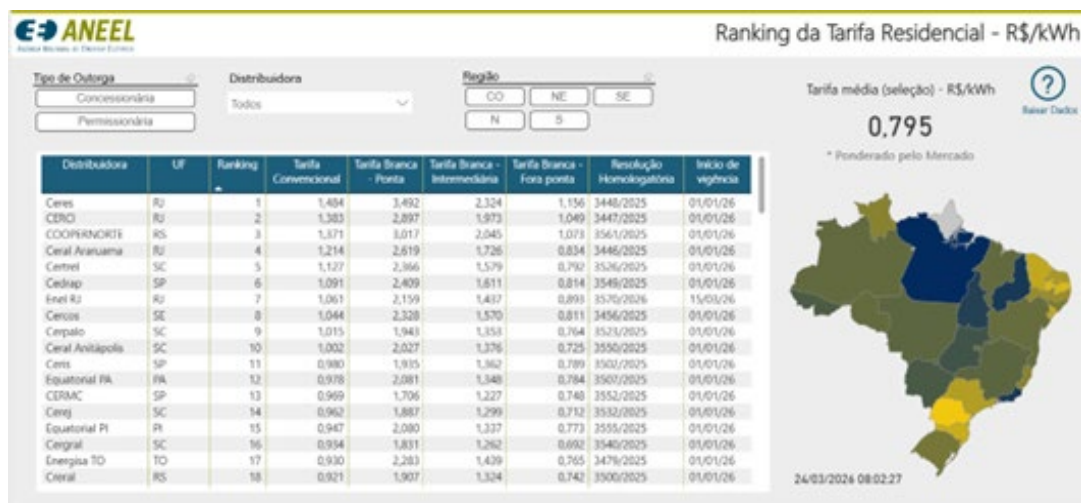 ANEEL
AGÊNCIA NACIONAL DE ENERGIA ELÉTRICA
Ranking da Tarifa Residencial - R$/kWh
Tipo de Outorga
Concessionária
Permissionária
Distribuidora
Todos
Região
CO NE SE
N S
Tarifa média (seleção) - R$/kWh
0,795
* Ponderado pelo Mercado
?
Baixar Dados
Distribuidora UF Ranking Tarifa Convencional Tarifa Branca - Ponta Tarifa Branca - Intermediária Tarifa Branca - Fora ponta Resolução Homologatória Início de vigência
Ceres RJ 1 1,484 3,492 2,324 1,156 3448/2025 01/01/26
CERCI RJ 2 1,383 2,897 1,973 1,049 3447/2025 01/01/26
COOPERNORTE RS 3 1,371 3,017 2,045 1,073 3561/2025 01/01/26
Ceral Araruama RJ 4 1,214 2,619 1,726 0,834 3446/2025 01/01/26
Certrel SC 5 1,127 2,366 1,579 0,792 3526/2025 01/01/26
Cedrap SP 6 1,091 2,409 1,611 0,814 3549/2025 01/01/26
Enel RJ RJ 7 1,061 2,159 1,437 0,893 3570/2026 15/03/26
Cercos SE 8 1,044 2,328 1,570 0,811 3456/2025 01/01/26
Cerpalo SC 9 1,015 1,943 1,353 0,764 3523/2025 01/01/26
Ceral Anitápolis SC 10 1,002 2,027 1,376 0,725 3550/2025 01/01/26
Ceris SP 11 0,980 1,935 1,362 0,789 3502/2025 01/01/26
Equatorial PA PA 12 0,978 2,081 1,348 0,784 3507/2025 01/01/26
CERMC SP 13 0,969 1,706 1,227 0,748 3552/2025 01/01/26
Cerej SC 14 0,962 1,887 1,299 0,712 3532/2025 01/01/26
Equatorial PI PI 15 0,947 2,080 1,337 0,773 3555/2025 01/01/26
Cergral SC 16 0,934 1,831 1,262 0,692 3540/2025 01/01/26
Energisa TO TO 17 0,930 2,283 1,439 0,765 3479/2025 01/01/26
Creral RS 18 0,921 1,907 1,324 0,742 3500/2025 01/01/26
24/03/2026 08:02:27